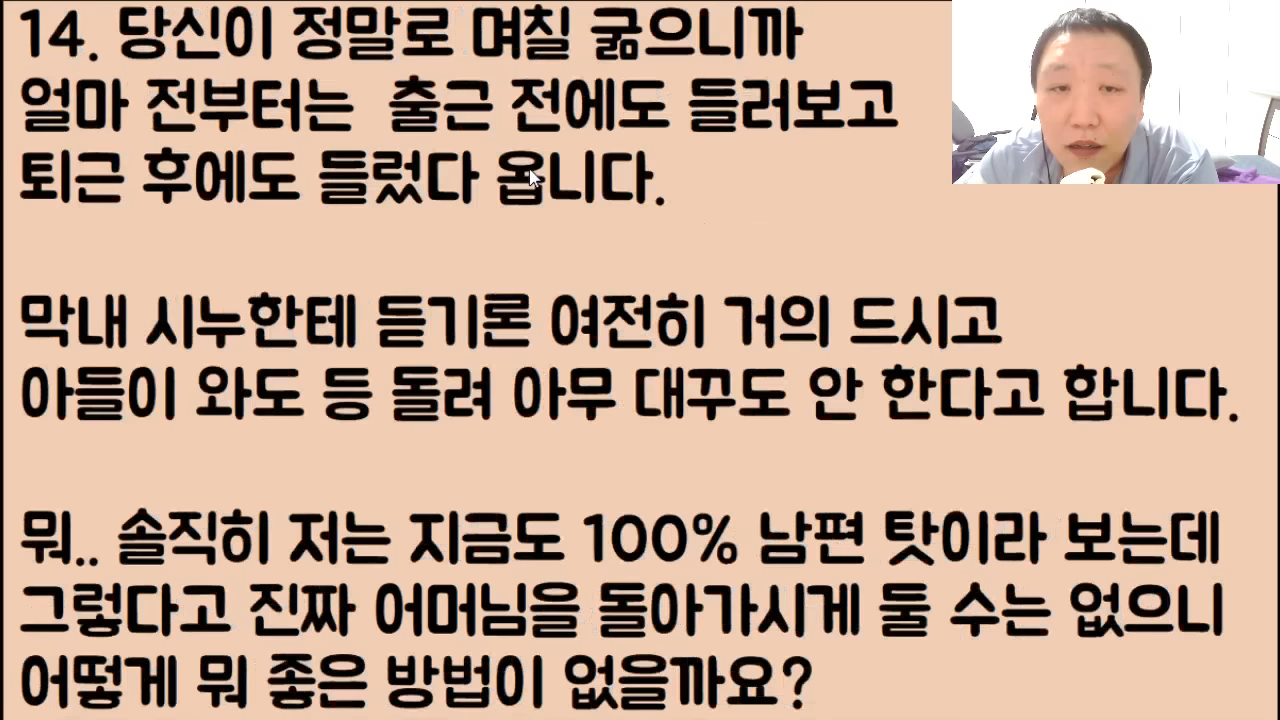 14. 당신이 정말로 며칠 굶으니까
얼마 전부터는 출근 전에도 들러보고
퇴근 후에도 들렀다 옵니다.
막내 시누한테 듣기론 여전히 거의 드시고
아들이 와도 등 돌려 아무 대꾸도 안 한다고 합니다.
뭐.. 솔직히 저는 지금도 100% 남편 탓이라 보는데
그렇다고 진짜 어머님을 돌아가시게 둘 수는 없으니
어떻게 뭐 좋은 방법이 없을까요?